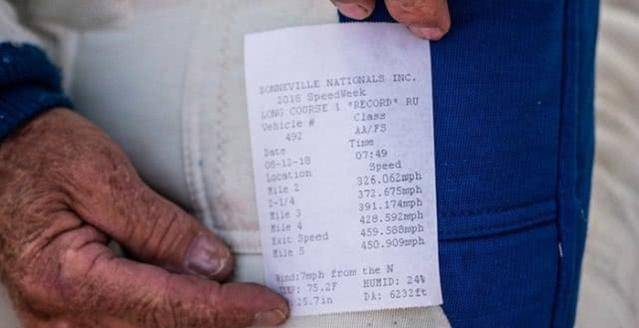 BONNEVILLE NATIONALS INC.
2018 SpeedWeek
LONG COURSE 1 *RECORD* RU
Vehicle # Class
492 AA/FS
Date Time
08-12-18 07:49
Location Speed
Mile 2 326.062mph
2-1/4 372.675mph
Mile 3 391.174mph
Mile 4 428.592mph
Exit Speed 459.588mph
Mile 5 450.909mph
Wind:7mph from the N
75.2F HUMID: 24%
DA: 6232ft